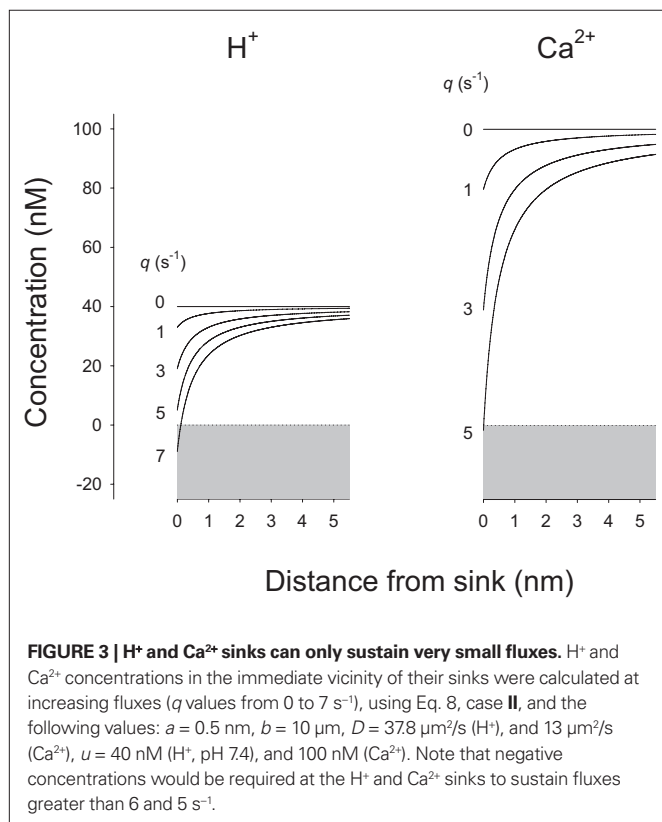 H⁺
Ca²⁺
q (s⁻¹)
0
1
3
5
q (s⁻¹)
0
1
3
5
7
100
80
60
40
20
0
-20
Concentration (nM)
0 1 2 3 4 5
0 1 2 3 4 5
Distance from sink (nm)
FIGURE 3 | H⁺ and Ca²⁺ sinks can only sustain very small fluxes. H⁺ and
Ca²⁺ concentrations in the immediate vicinity of their sinks were calculated at
increasing fluxes (q values from 0 to 7 s⁻¹), using Eq. 8, case II, and the
following values: a = 0.5 nm, b = 10 μm, D = 37.8 μm²/s (H⁺), and 13 μm²/s
(Ca²⁺), u = 40 nM (H⁺, pH 7.4), and 100 nM (Ca²⁺). Note that negative
concentrations would be required at the H⁺ and Ca²⁺ sinks to sustain fluxes
greater than 6 and 5 s⁻¹.